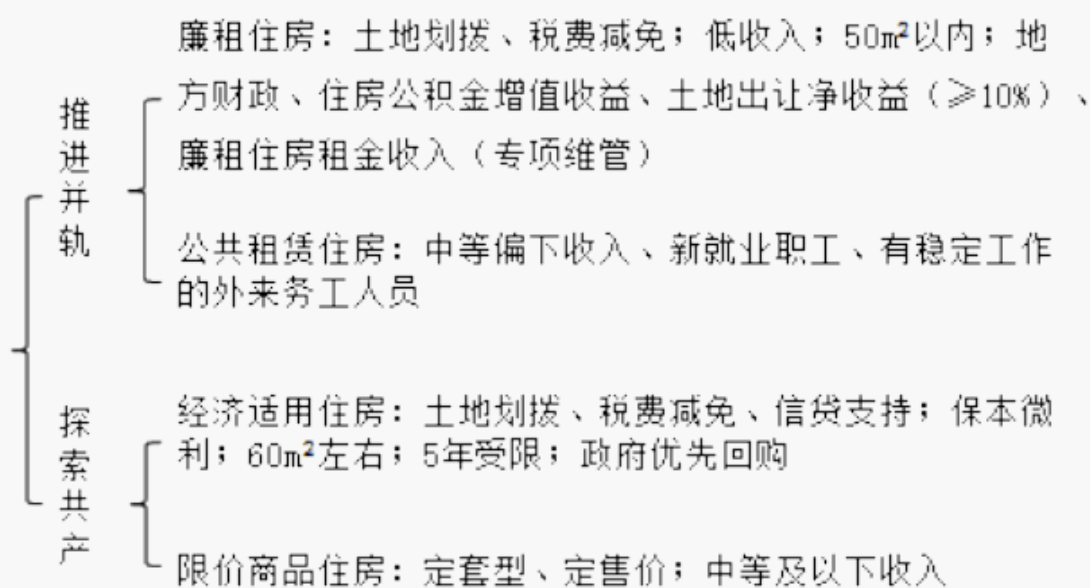 推进并轨
廉租住房：土地划拨、税费减免；低收入；50m²以内；地
方财政、住房公积金增值收益、土地出让净收益（≥10%）、
廉租住房租金收入（专项维管）
公共租赁住房：中等偏下收入、新就业职工、有稳定工作
的外来务工人员
探索共产
经济适用住房：土地划拨、税费减免、信贷支持；保本微
利；60m²左右；5年受限；政府优先回购
限价商品住房：定套型、定售价；中等及以下收入